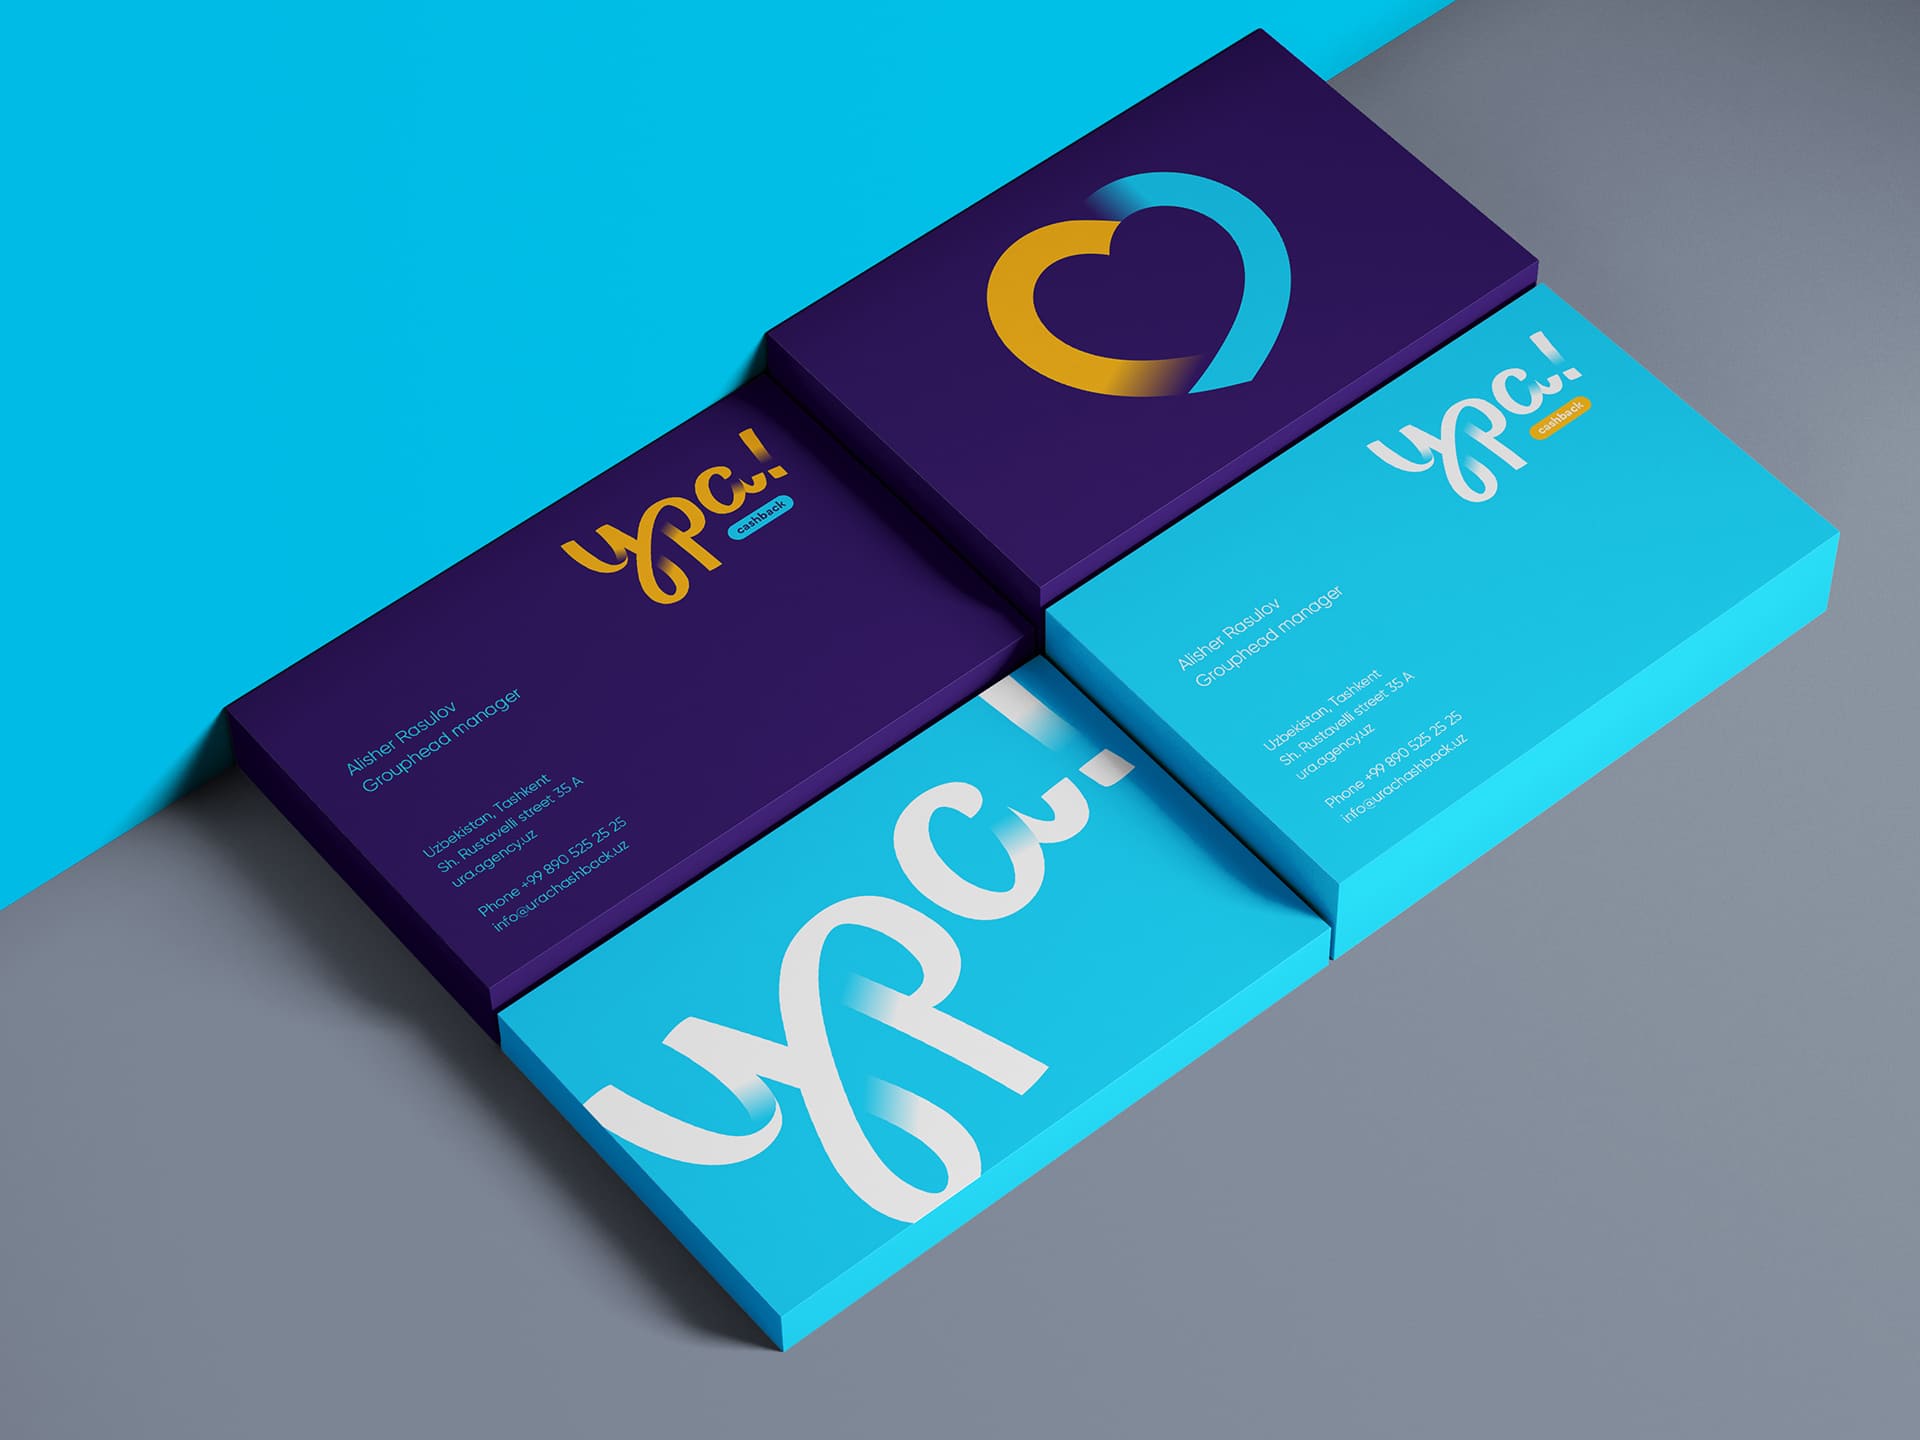 ура!
cashback
Alisher Rasulov
Grouphead manager
Uzbekistan, Tashkent
Sh. Rustavelli street 35 A
ura.agency.uz
Phone +99 890 525 25 25
info@urachashback.uz
ура!
cashback
Alisher Rasulov
Grouphead manager
Uzbekistan, Tashkent
Sh. Rustavelli street 35 A
ura.agency.uz
Phone +99 890 525 25 25
info@urachashback.uz
ура!